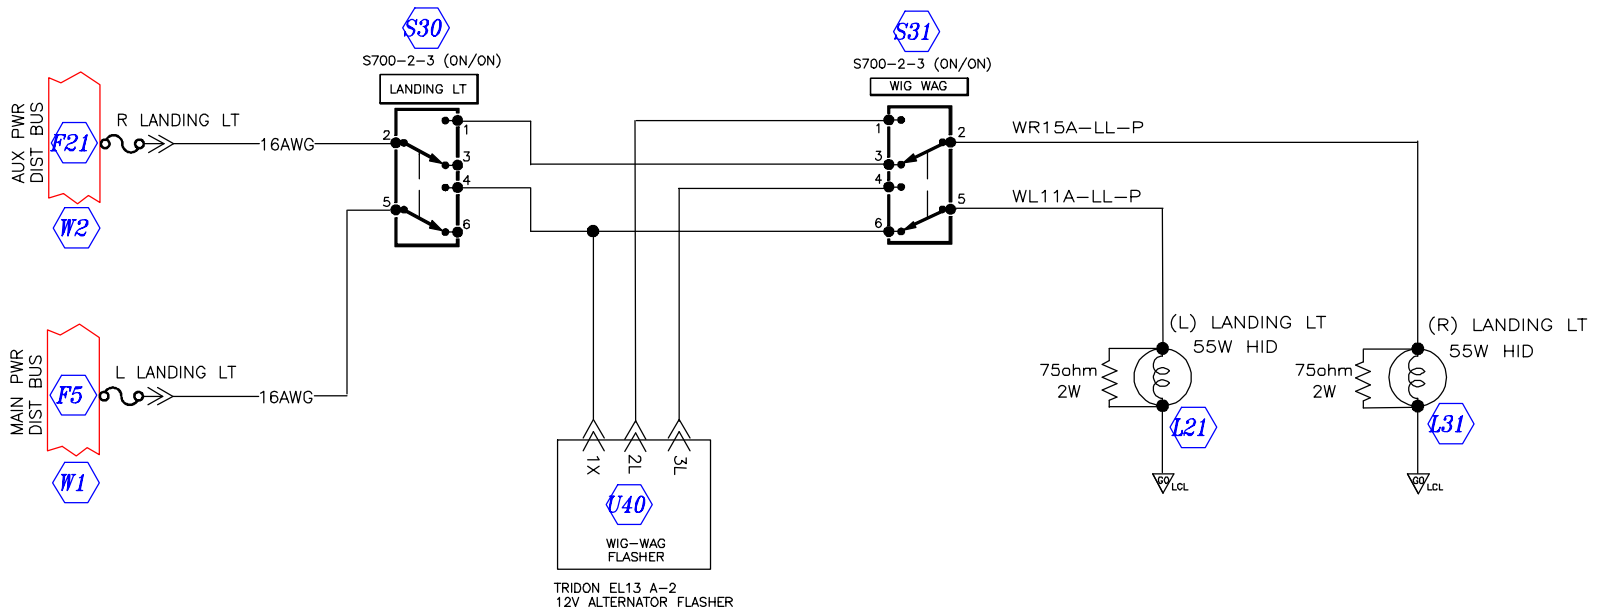 S30
S700-2-3 (ON/ON)
LANDING LT
S31
S700-2-3 (ON/ON)
WIG WAG
AUX PWR
DIST BUS
F21
R LANDING LT
16AWG
W2
2
1
3
4
5
6
1
2
3
4
5
6
WR15A-LL-P
WL11A-LL-P
MAIN PWR
DIST BUS
F5
L LANDING LT
16AWG
W1
(L) LANDING LT
55W HID
75ohm
2W
L21
GO
LCL
(R) LANDING LT
55W HID
75ohm
2W
L31
GO
LCL
1X
2L
3L
U40
WIG-WAG
FLASHER
TRIDON EL13 A-2
12V ALTERNATOR FLASHER